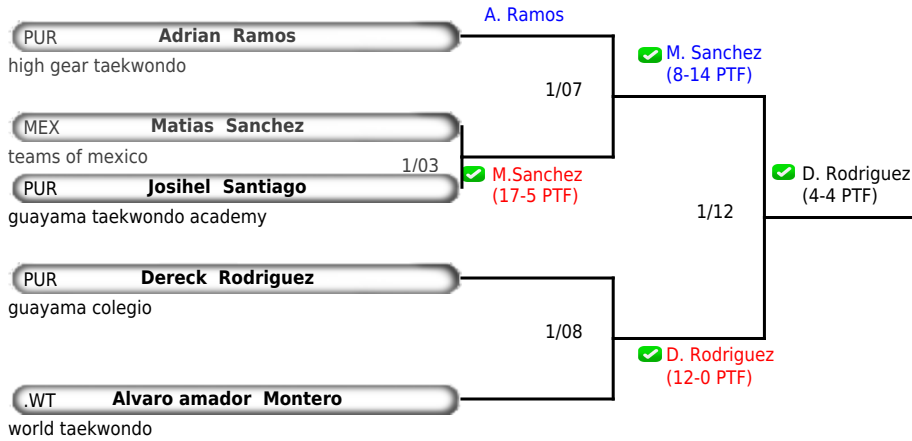 A. Ramos
PUR Adrian Ramos
high gear taekwondo
M. Sanchez
(8-14 PTF)
1/07
MEX Matias Sanchez
teams of mexico
1/03
M.Sanchez
(17-5 PTF)
PUR Josihel Santiago
guayama taekwondo academy
D. Rodriguez
(4-4 PTF)
1/12
PUR Dereck Rodriguez
guayama colegio
1/08
D. Rodriguez
(12-0 PTF)
.WT Alvaro amador Montero
world taekwondo